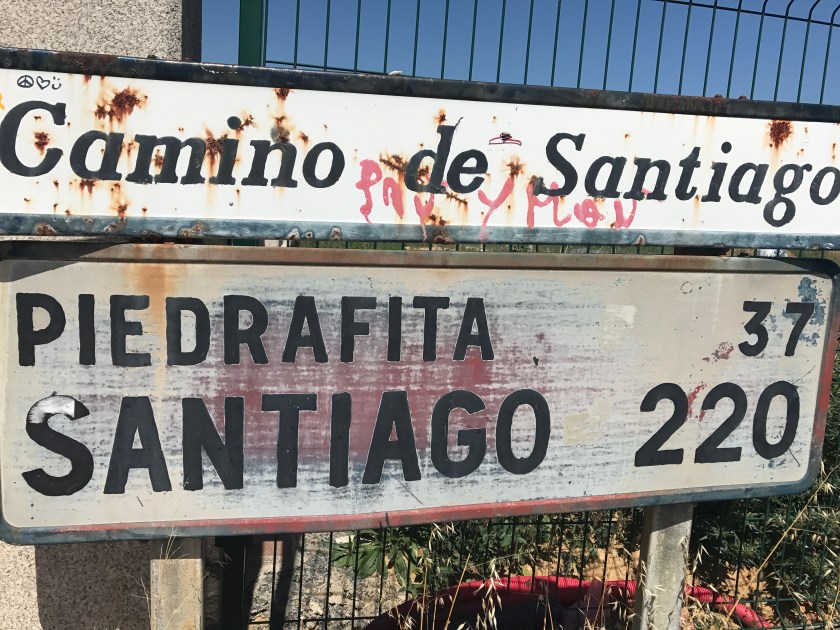 Camino de Santiago
PIEDRAFITA 37
SANTIAGO 220